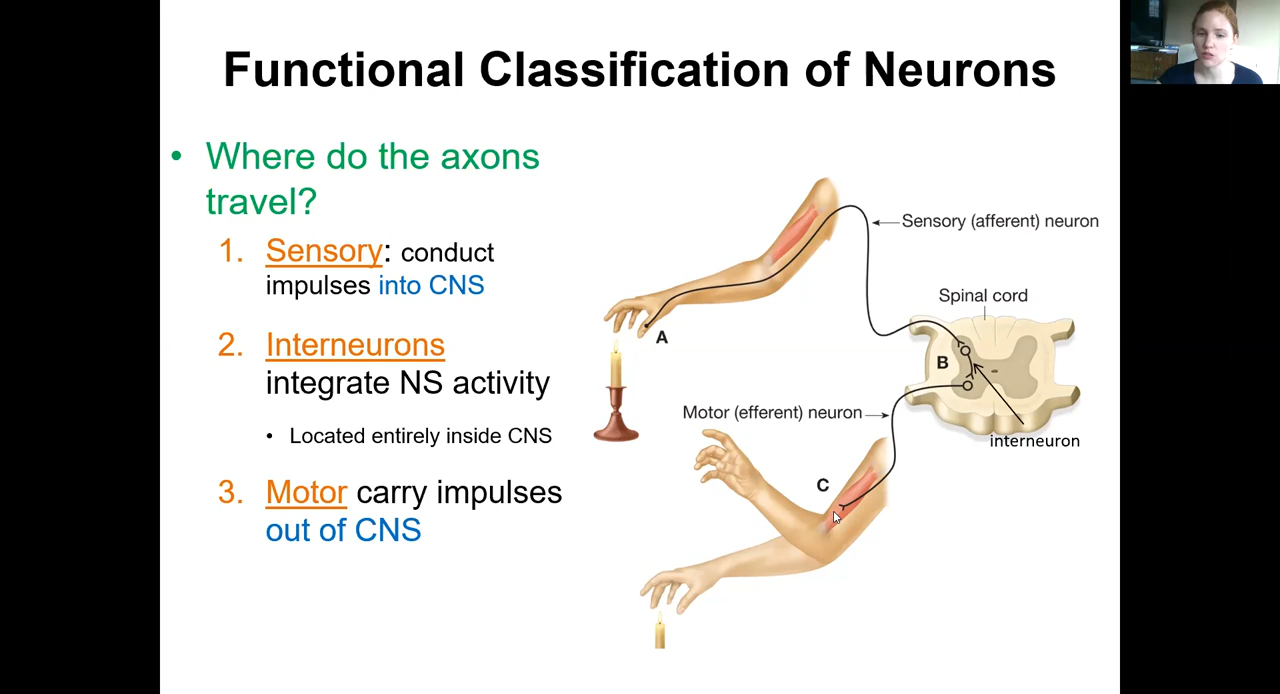 Functional Classification of Neurons
• Where do the axons
travel?
1. Sensory: conduct
impulses into CNS
2. Interneurons
integrate NS activity
• Located entirely inside CNS
3. Motor carry impulses
out of CNS
Sensory (afferent) neuron
A
Spinal cord
B
Motor (efferent) neuron
interneuron
C